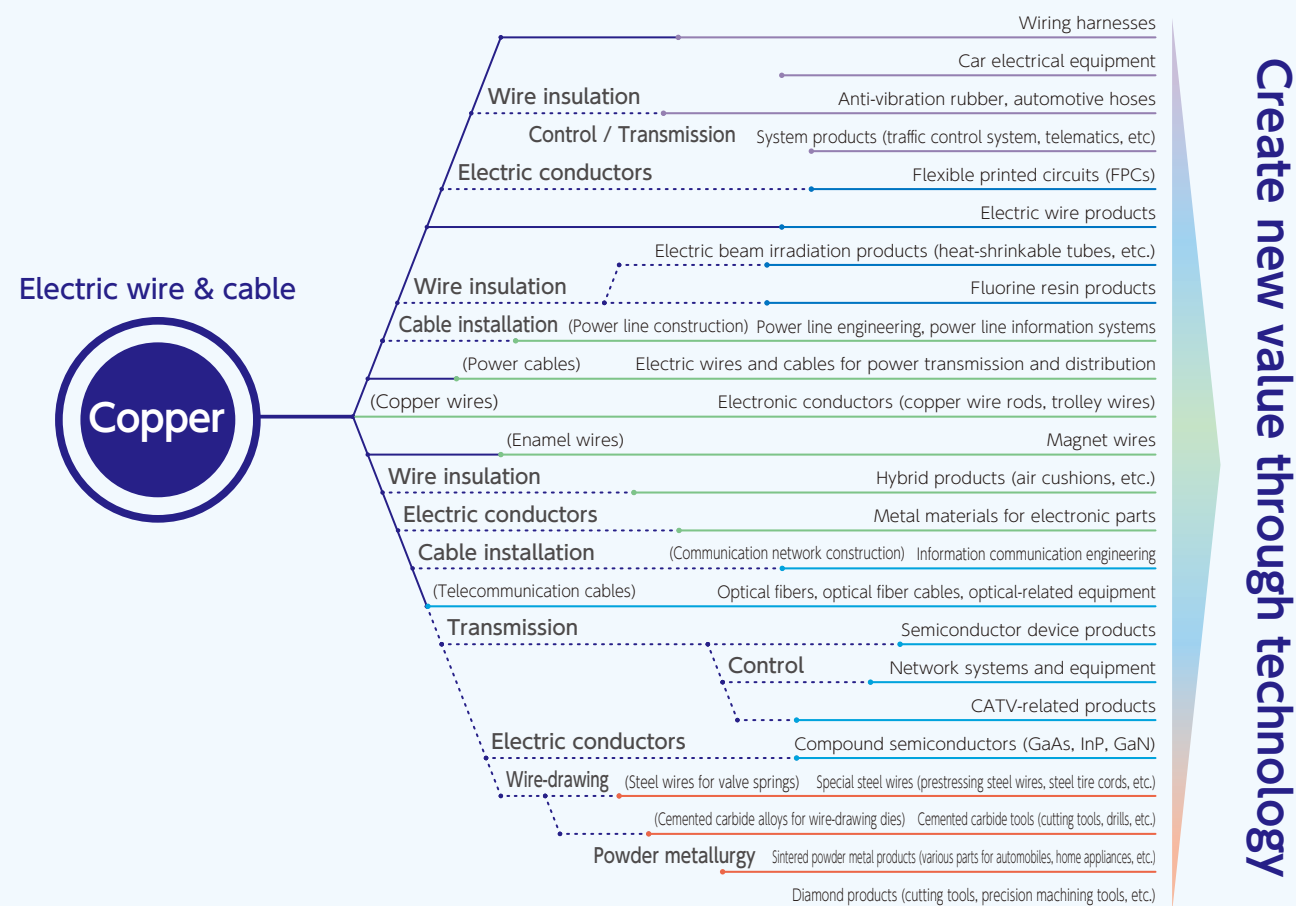 Wiring harnesses
Car electrical equipment
Wire insulation Anti-vibration rubber, automotive hoses
Control / Transmission System products (traffic control system, telematics, etc)
Electric conductors Flexible printed circuits (FPCs)
Electric wire products
Electric beam irradiation products (heat-shrinkable tubes, etc.)
Electric wire & cable
Wire insulation Fluorine resin products
Cable installation (Power line construction) Power line engineering, power line information systems
(Power cables) Electric wires and cables for power transmission and distribution
Copper
(Copper wires) Electronic conductors (copper wire rods, trolley wires)
(Enamel wires) Magnet wires
Wire insulation Hybrid products (air cushions, etc.)
Electric conductors Metal materials for electronic parts
Cable installation (Communication network construction) Information communication engineering
(Telecommunication cables) Optical fibers, optical fiber cables, optical-related equipment
Transmission Semiconductor device products
Control Network systems and equipment
CATV-related products
Electric conductors Compound semiconductors (GaAs, InP, GaN)
Wire-drawing (Steel wires for valve springs) Special steel wires (prestressing steel wires, steel tire cords, etc.)
(Cemented carbide alloys for wire-drawing dies) Cemented carbide tools (cutting tools, drills, etc.)
Powder metallurgy Sintered powder metal products (various parts for automobiles, home appliances, etc.)
Diamond products (cutting tools, precision machining tools, etc.)
Create new value through technology